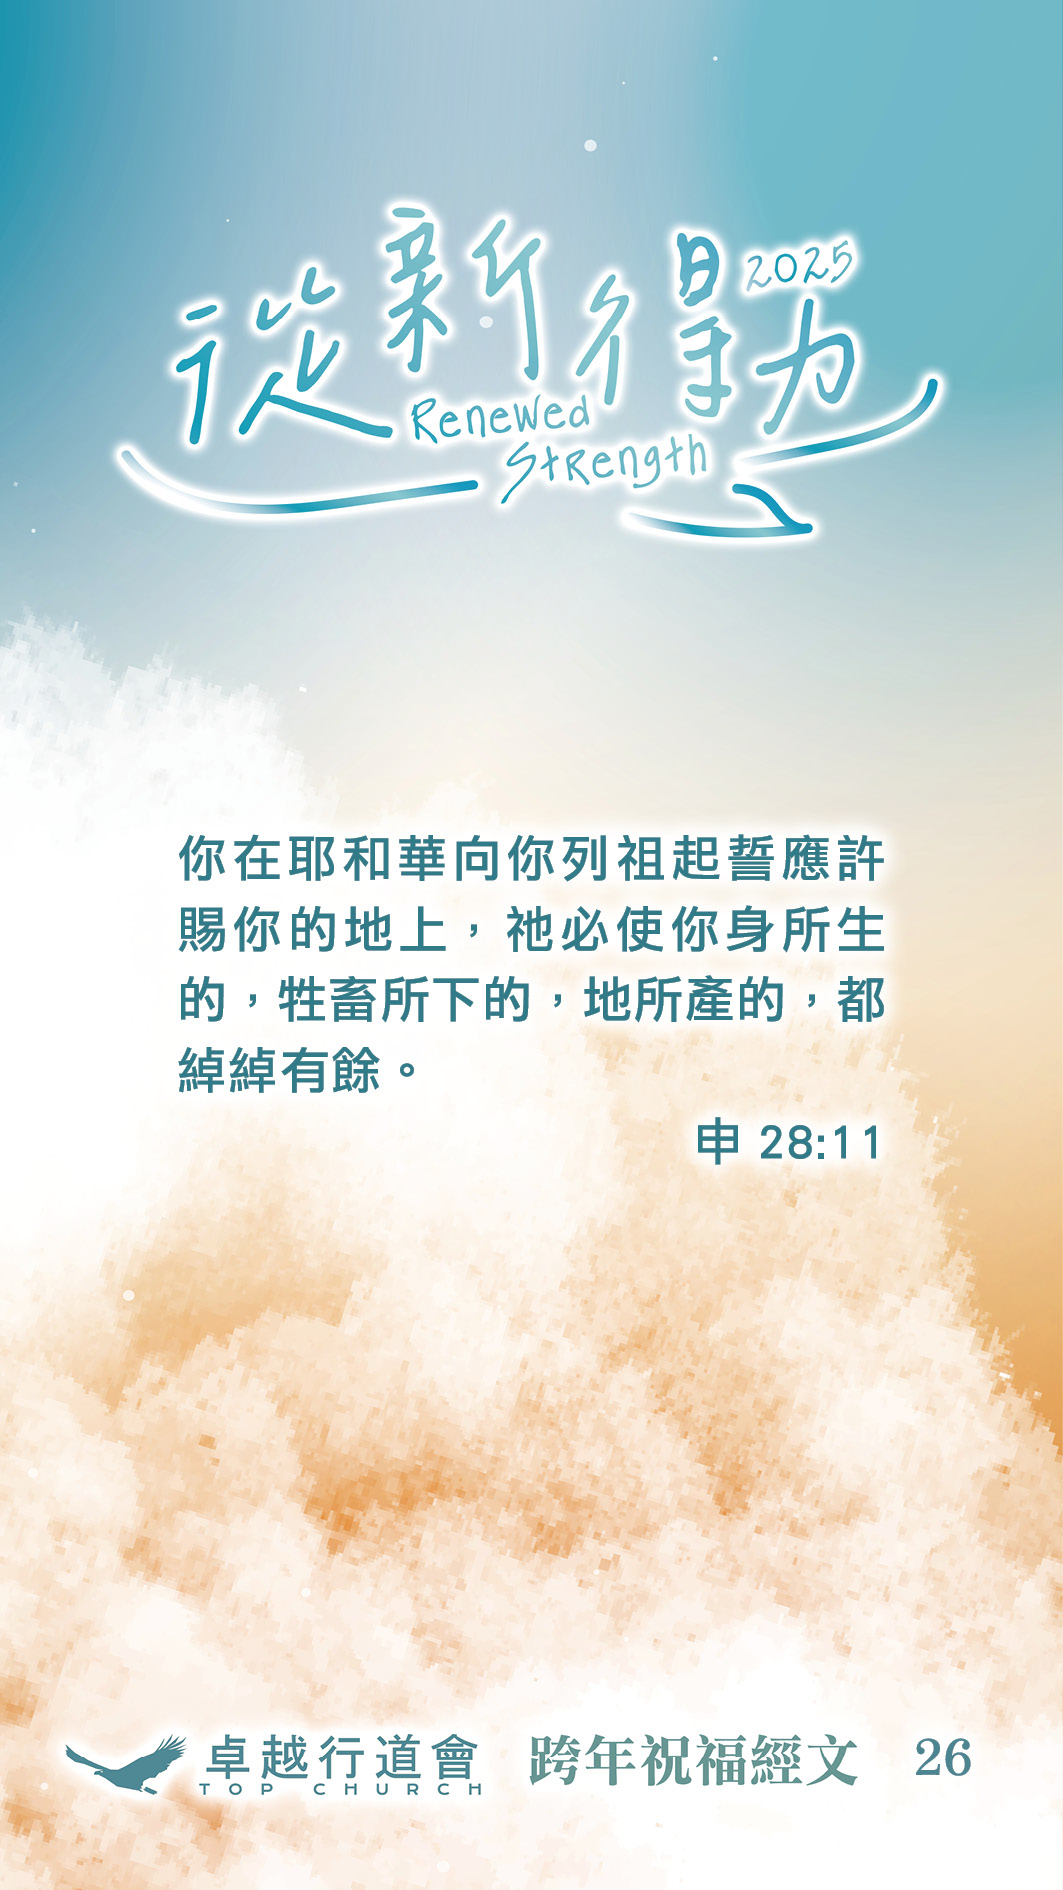 從新得力 2025
Renewed
Strength
你在耶和華向你列祖起誓應許
賜你的地上，祂必使你身所生
的，牲畜所下的，地所產的，都
綽綽有餘。
申 28:11
卓越行道會 跨年祝福經文 26
TOP CHURCH